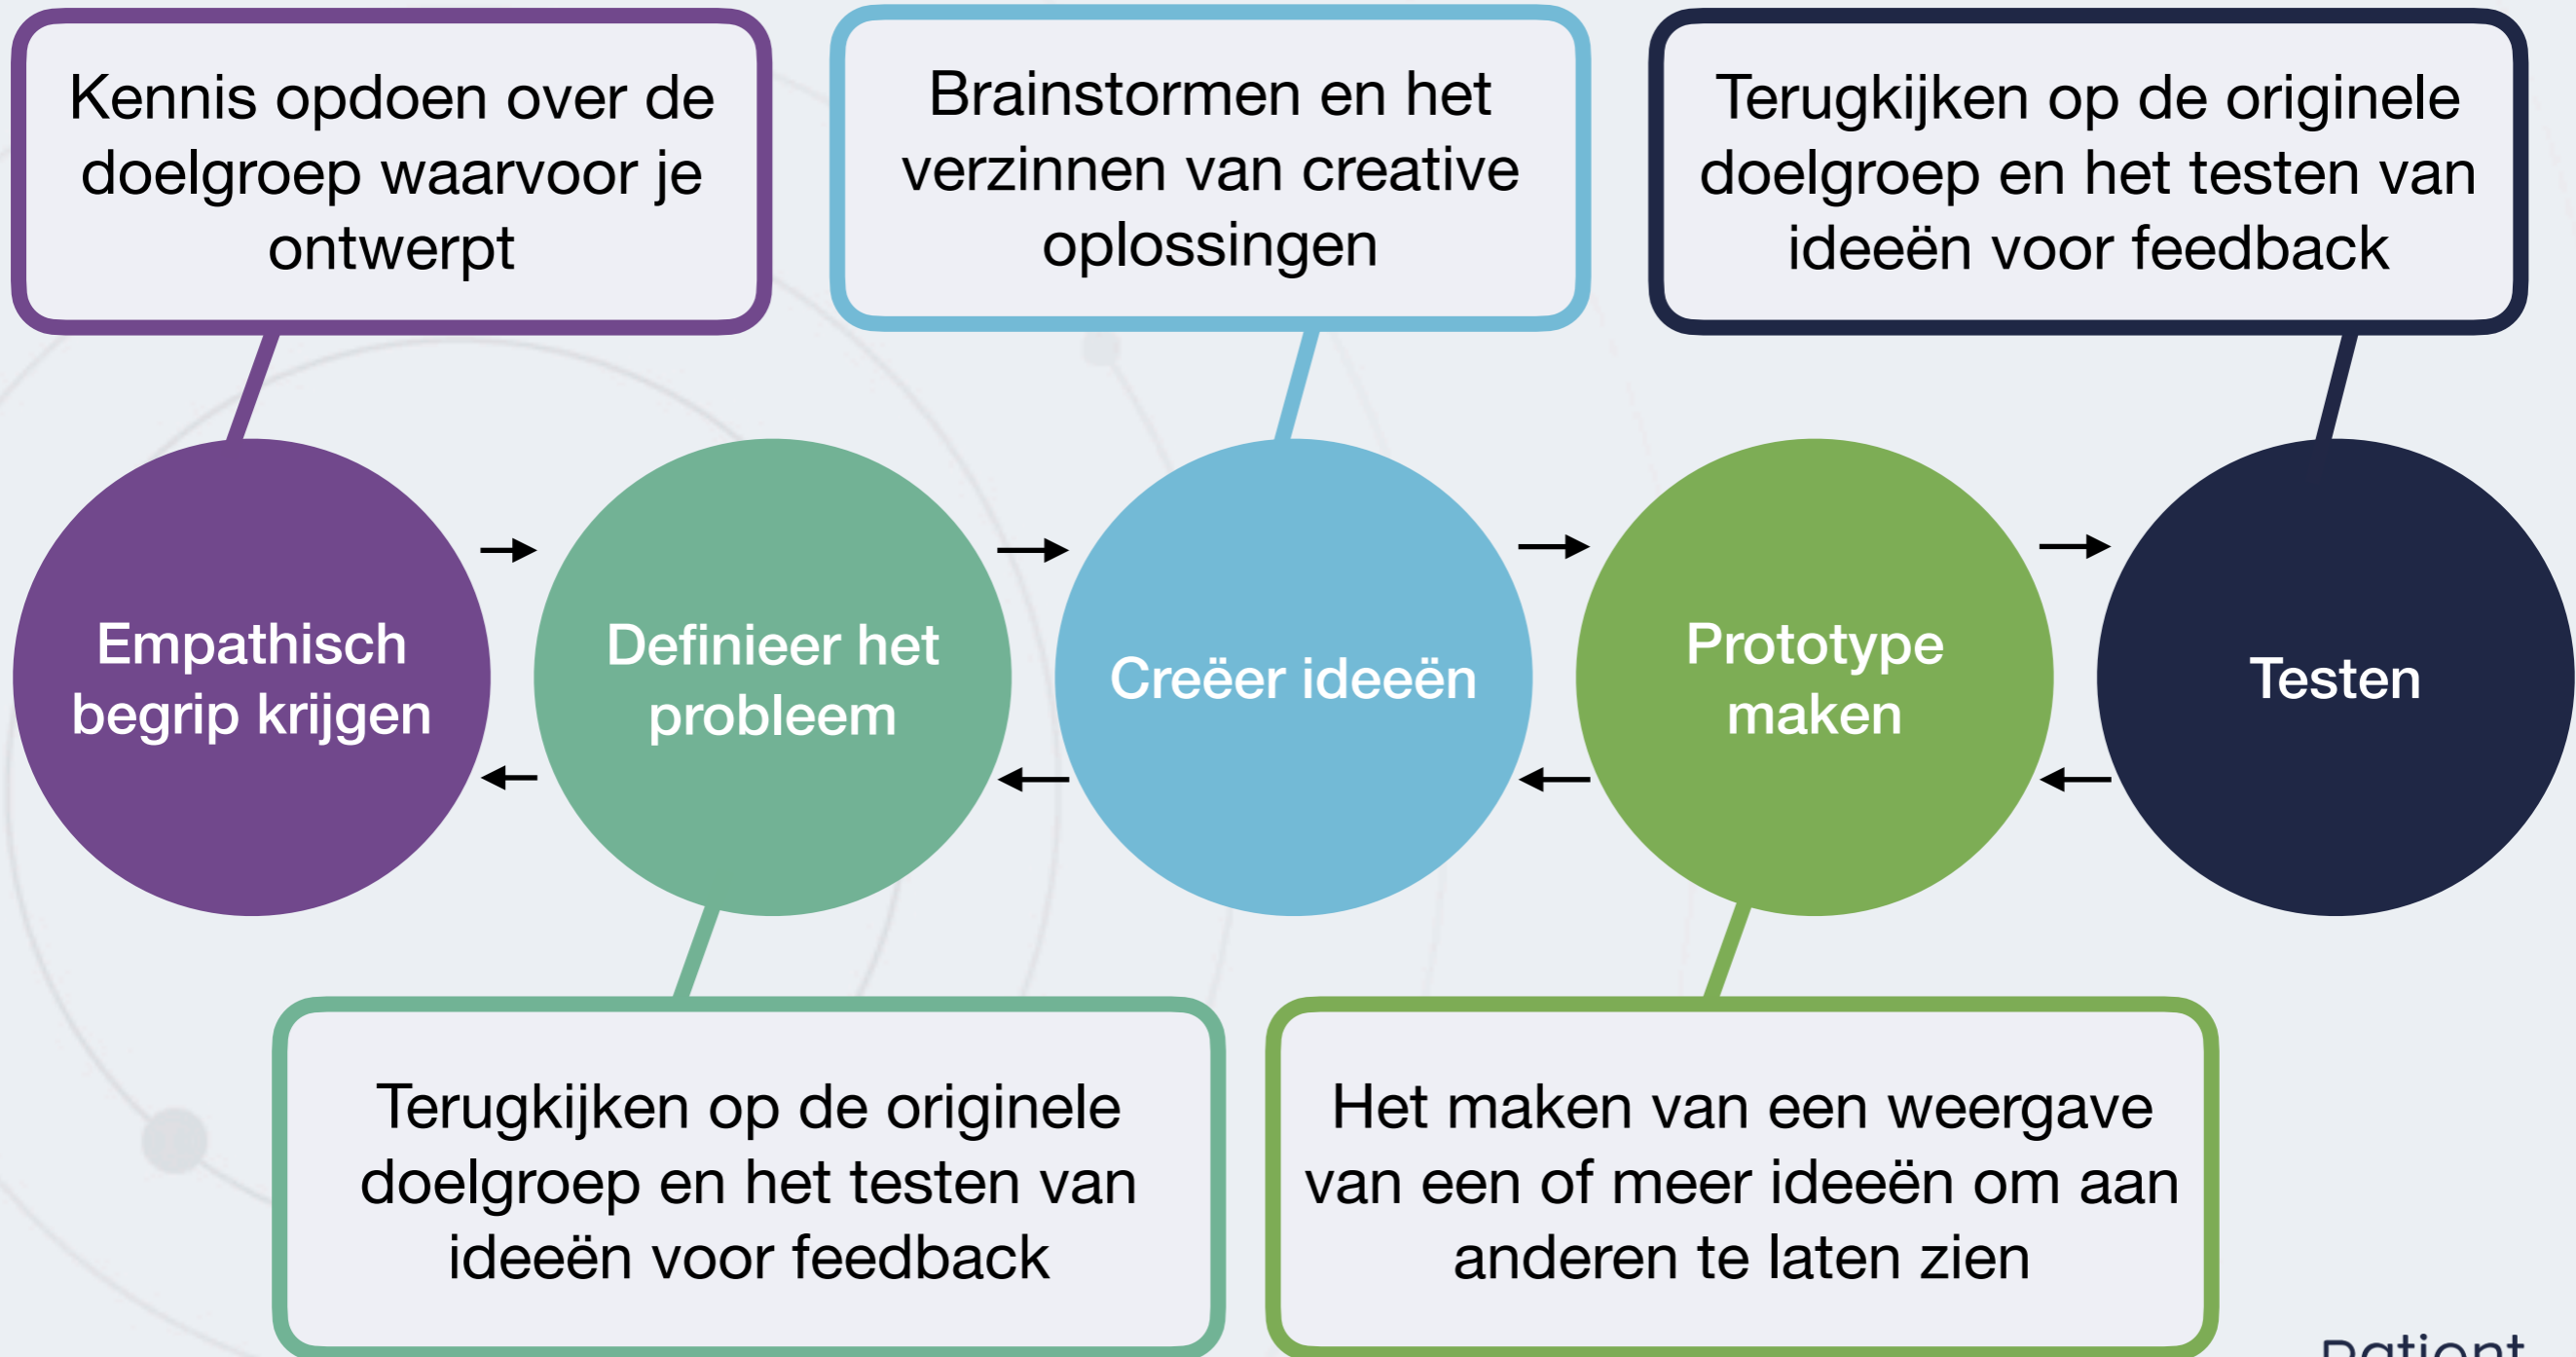 Kennis opdoen over de
doelgroep waarvoor je
ontwerpt
Brainstormen en het
verzinnen van creative
oplossingen
Terugkijken op de originele
doelgroep en het testen van
ideeën voor feedback
Empathisch
begrip krijgen
Definieer het
probleem
Creëer ideeën
Prototype
maken
Testen
Terugkijken op de originele
doelgroep en het testen van
ideeën voor feedback
Het maken van een weergave
van een of meer ideeën om aan
anderen te laten zien
Patient